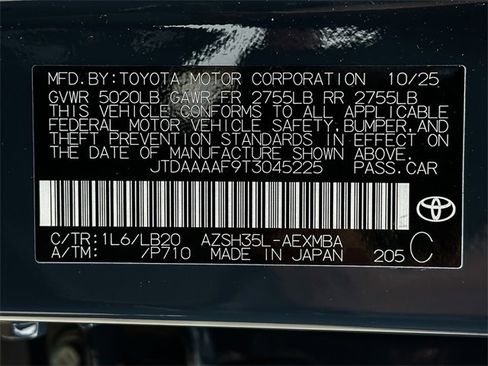 MFD. BY: TOYOTA MOTOR CORPORATION 10/25
GVWR 5020LB GAWR FR 2755LB RR 2755LB
THIS VEHICLE CONFORMS TO ALL APPLICABLE
FEDERAL MOTOR VEHICLE SAFETY, BUMPER, AND
THEFT PREVENTION STANDARDS IN EFFECT ON
THE DATE OF MANUFACTURE SHOWN ABOVE.
JTDAAAAF9T3045225 PASS. CAR
C/TR: 1L6/LB20 AZSH35L-AEXMBA
A/TM: /P710 MADE IN JAPAN 205 C